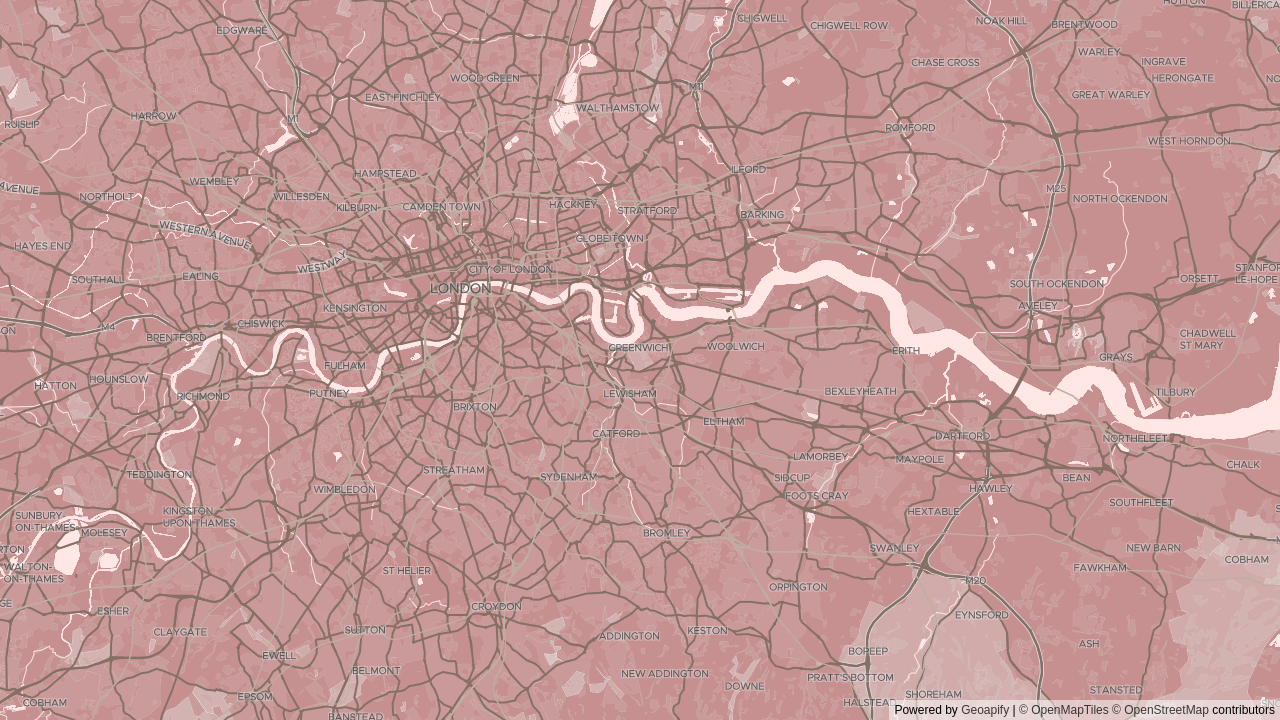 HUTTON
BILLERICA
CHIGWELL
CHIGWELL ROW
NOAK HILL
BRENTWOOD
EDGWARE
WARLEY
CHASE CROSS
INGRAVE
WOOD GREEN
HERONGATE
M11
EAST FINCHLEY
GREAT WARLEY
WALTHAMSTOW
HARROW
M1
RUISLIP
ROMFORD
WEST HORNDON
ILFORD
HAMPSTEAD
WEMBLEY
AVENUE
M25
NORTHOLT
WILLESDEN
NORTH OCKENDON
KILBURN
CAMDEN TOWN
HACKNEY
STRATFORD
BARKING
WESTERN AVENUE
GLOBE TOWN
HAYES END
WESTWAY
CITY OF LONDON
STANFOR
LE-HOPE
EALING
SOUTHALL
ORSETT
SOUTH OCKENDON
LONDON
KENSINGTON
AVELEY
CHISWICK
M4
BRENTFORD
CHADWELL
ST MARY
GREENWICH
WOOLWICH
ERITH
GRAYS
FULHAM
HATTON
HOUNSLOW
RICHMOND
PUTNEY
LEWISHAM
BEXLEYHEATH
TILBURY
BRIXTON
ELTHAM
CATFORD
DARTFORD
NORTHFLEET
LAMORBEY
MAYPOLE
CHALK
TEDDINGTON
STREATHAM
SYDENHAM
SIDCUP
BEAN
WIMBLEDON
FOOTS CRAY
HAWLEY
SOUTHFLEET
KINGSTON
UPON THAMES
HEXTABLE
SUNBURY
ON-THAMES
MOLESEY
BROMLEY
SWANLEY
NEW BARN
COBHAM
WALTON-
ON-THAMES
ST HELIER
FAWKHAM
M20
ORPINGTON
ESHER
CROYDON
EYNSFORD
CLAYGATE
SUTTON
ADDINGTON
KESTON
ASH
EWELL
BOPEEP
BELMONT
NEW ADDINGTON
PRATT'S BOTTOM
DOWNE
STANSTED
EPSOM
SHOREHAM
COBHAM
HALSTEAD
BANSTEAD
Powered by Geoapify | © OpenMapTiles © OpenStreetMap contributors